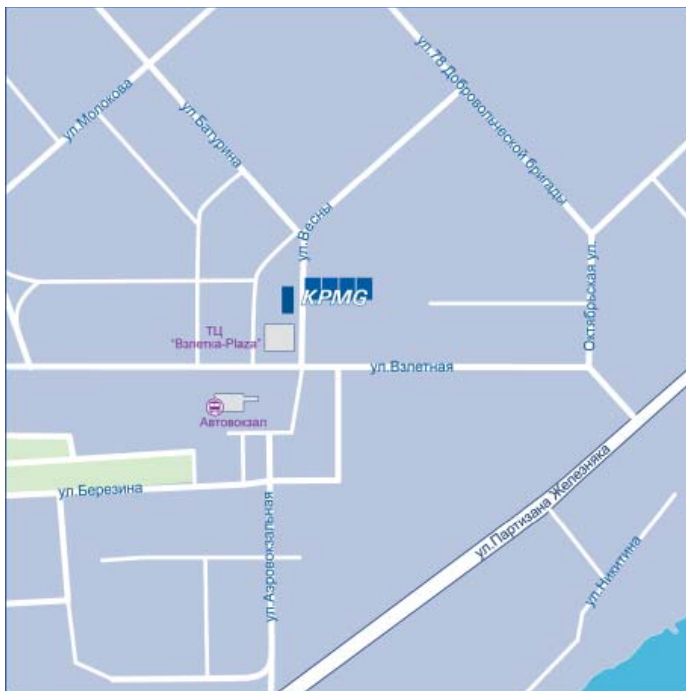 ул.78 Добровольческой бригады
ул.Молокова
ул.Батурина
ул.Весны
Октябрьская ул.
KPMG
ТЦ
"Взлетка-Plaza"
ул.Взлетная
Автовокзал
ул.Березина
ул.Аэровокзальная
ул.Партизана Железняка
ул.Никитина